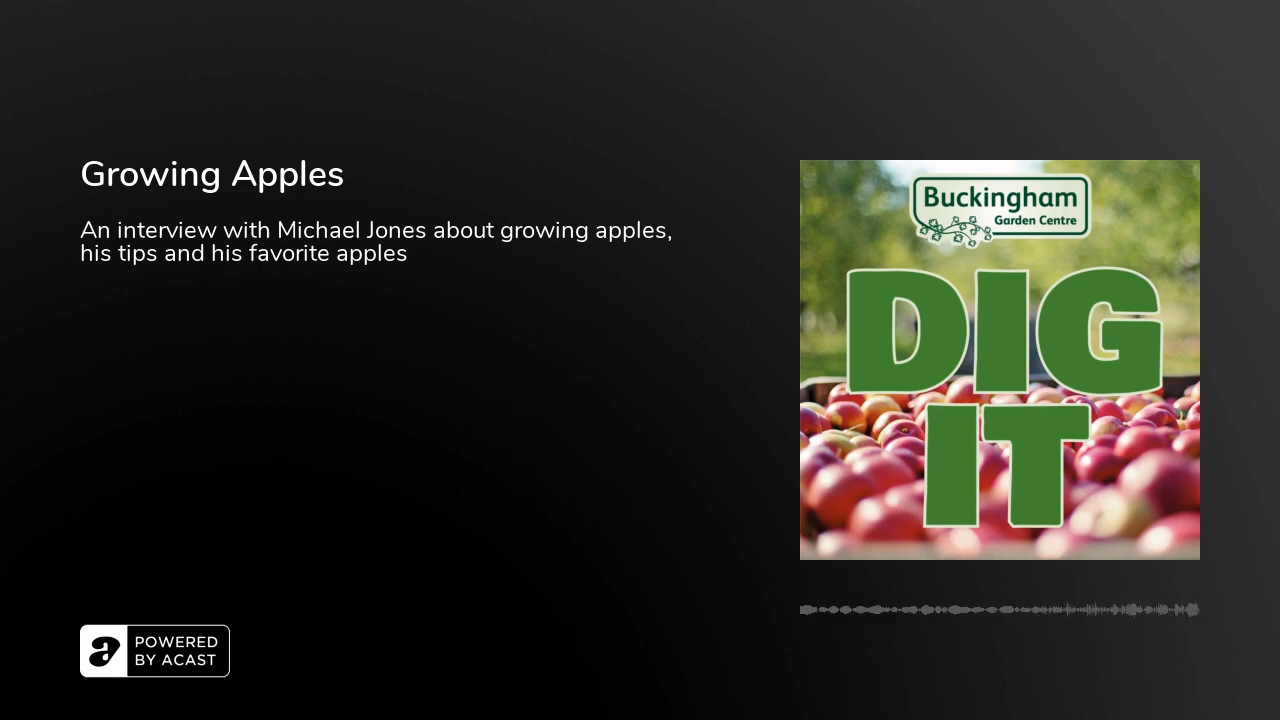 Growing Apples
An interview with Michael Jones about growing apples,
his tips and his favorite apples
Buckingham
Garden Centre
DIG
IT
a POWERED
BY ACAST